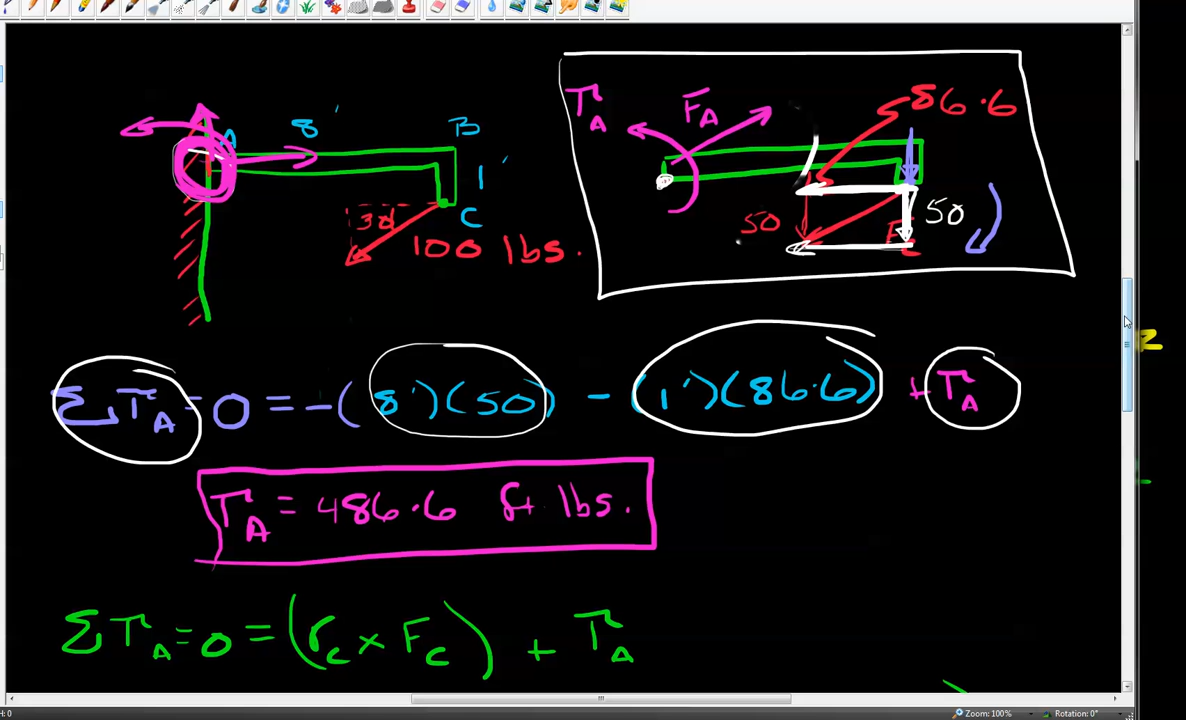 A 8' B
1'
C
30
100 lbs.
T_A F_A 86.6
50 50
F_C
ΣT_A = 0 = -(8')(50) - (1')(86.6) + T_A
T_A = 486.6 ft lbs.
ΣT_A = 0 = (r_c × F_c) + T_A
Zoom: 100% Rotation: 0°